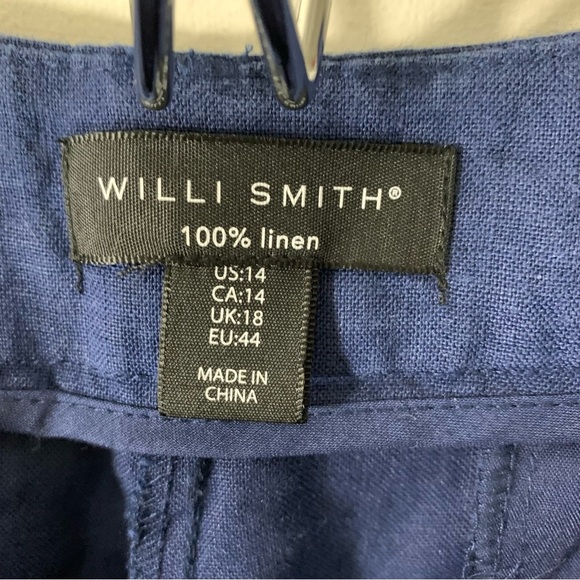 WILLI SMITH®
100% linen
US:14
CA:14
UK:18
EU:44
MADE IN
CHINA